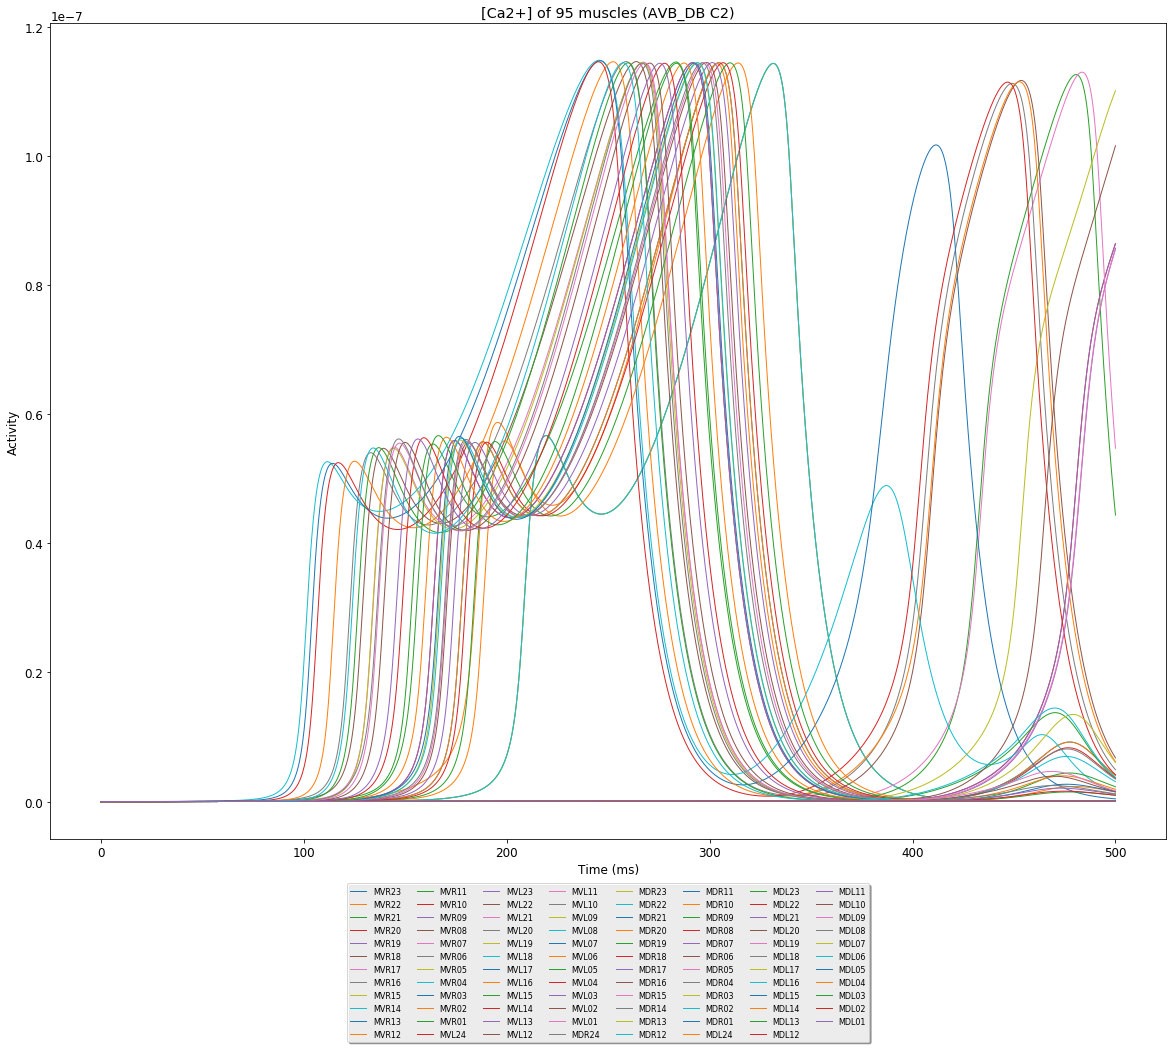 [Ca2+] of 95 muscles (AVB_DB C2)
1e−7
1.2
1.0
0.8
0.6
0.4
0.2
0.0
Activity
0 100 200 300 400 500
Time (ms)
MVR23 MVR11 MVL23 MVL11 MDR23 MDR11 MDL23 MDL11
MVR22 MVR10 MVL22 MVL10 MDR22 MDR10 MDL22 MDL10
MVR21 MVR09 MVL21 MVL09 MDR21 MDR09 MDL21 MDL09
MVR20 MVR08 MVL20 MVL08 MDR20 MDR08 MDL20 MDL08
MVR19 MVR07 MVL19 MVL07 MDR19 MDR07 MDL19 MDL07
MVR18 MVR06 MVL18 MVL06 MDR18 MDR06 MDL18 MDL06
MVR17 MVR05 MVL17 MVL05 MDR17 MDR05 MDL17 MDL05
MVR16 MVR04 MVL16 MVL04 MDR16 MDR04 MDL16 MDL04
MVR15 MVR03 MVL15 MVL03 MDR15 MDR03 MDL15 MDL03
MVR14 MVR02 MVL14 MVL02 MDR14 MDR02 MDL14 MDL02
MVR13 MVR01 MVL13 MVL01 MDR13 MDR01 MDL13 MDL01
MVR12 MVL24 MVL12 MDR24 MDR12 MDL24 MDL12